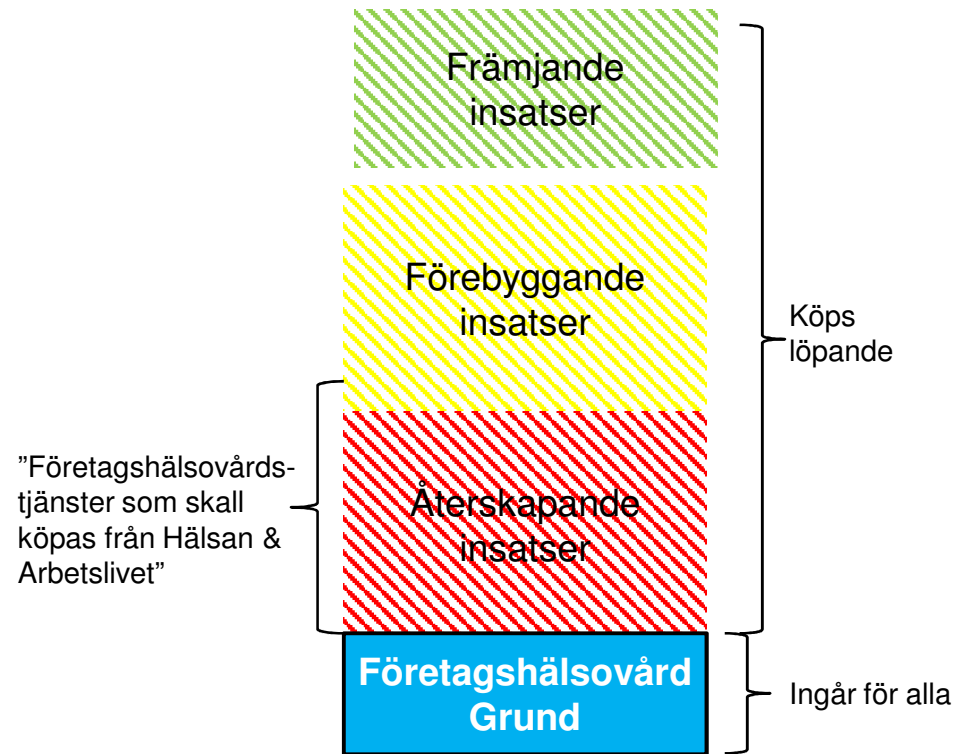 Främjande
insatser
Förebyggande
insatser
Köps
löpande
”Företagshälsovårds-
tjänster som skall
köpas från Hälsan &
Arbetslivet”
Återskapande
insatser
Företagshälsovård
Grund
Ingår för alla